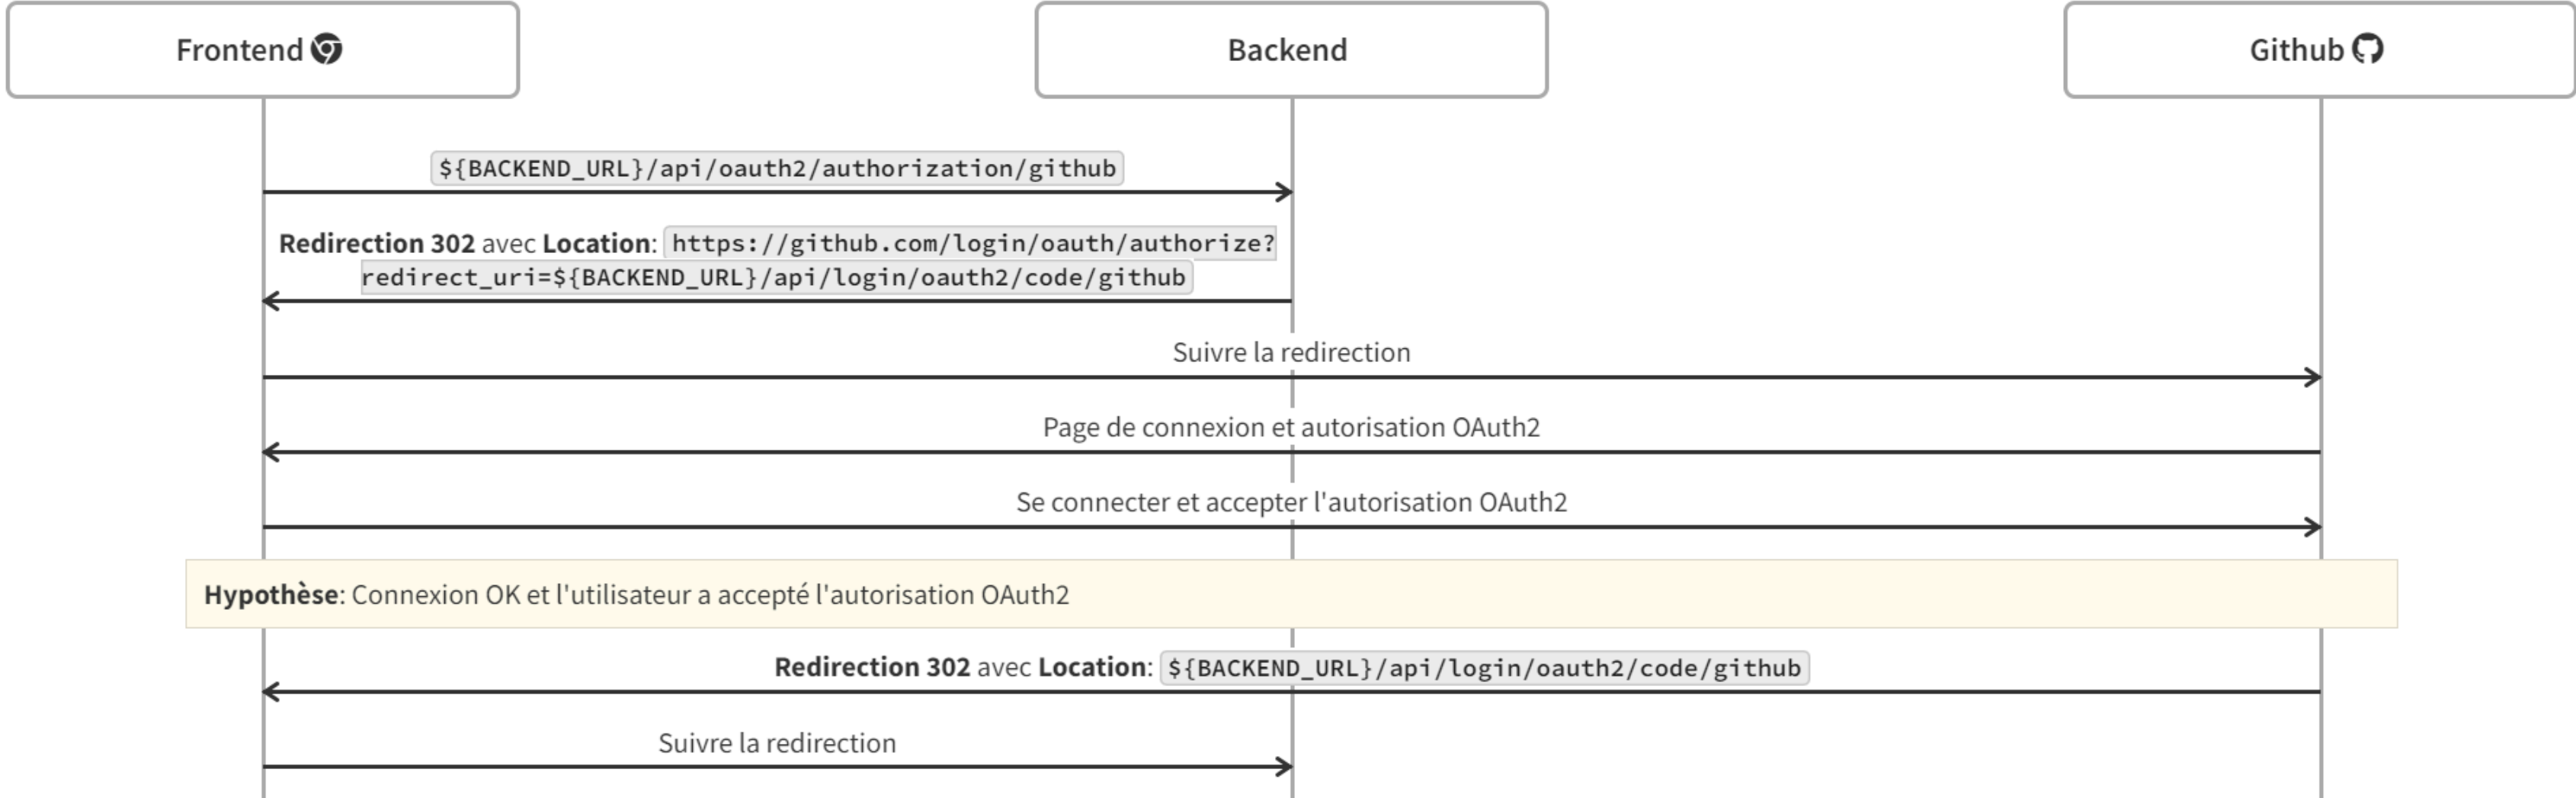 Frontend
Backend
Github
${BACKEND_URL}/api/oauth2/authorization/github
Redirection 302 avec Location: https://github.com/login/oauth/authorize?
redirect_uri=${BACKEND_URL}/api/login/oauth2/code/github
Suivre la redirection
Page de connexion et autorisation OAuth2
Se connecter et accepter l'autorisation OAuth2
Hypothèse: Connexion OK et l'utilisateur a accepté l'autorisation OAuth2
Redirection 302 avec Location: ${BACKEND_URL}/api/login/oauth2/code/github
Suivre la redirection